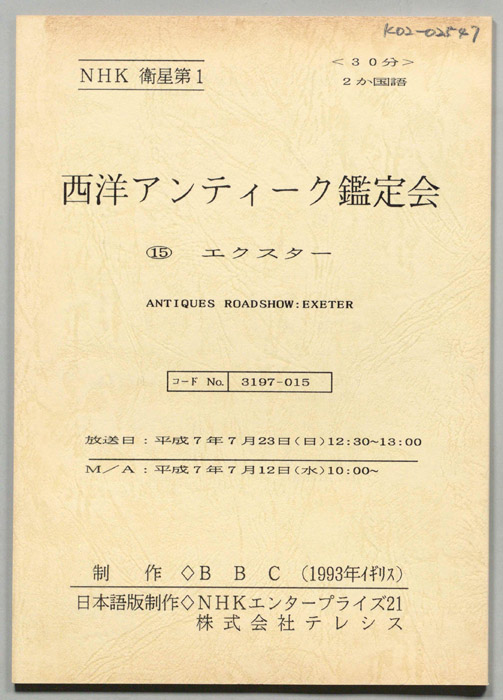 K02-02547
NHK 衛星第1
<30分>
2か国語
西洋アンティーク鑑定会
⑮ エクスター
ANTIQUES ROADSHOW:EXETER
コード No. 3197-015
放送日:平成7年7月23日(日)12:30~13:00
M/A:平成7年7月12日(水)10:00~
制 作◇BBC (1993年イギリス)
日本語版制作◇NHKエンタープライズ21
株式会社テレシス